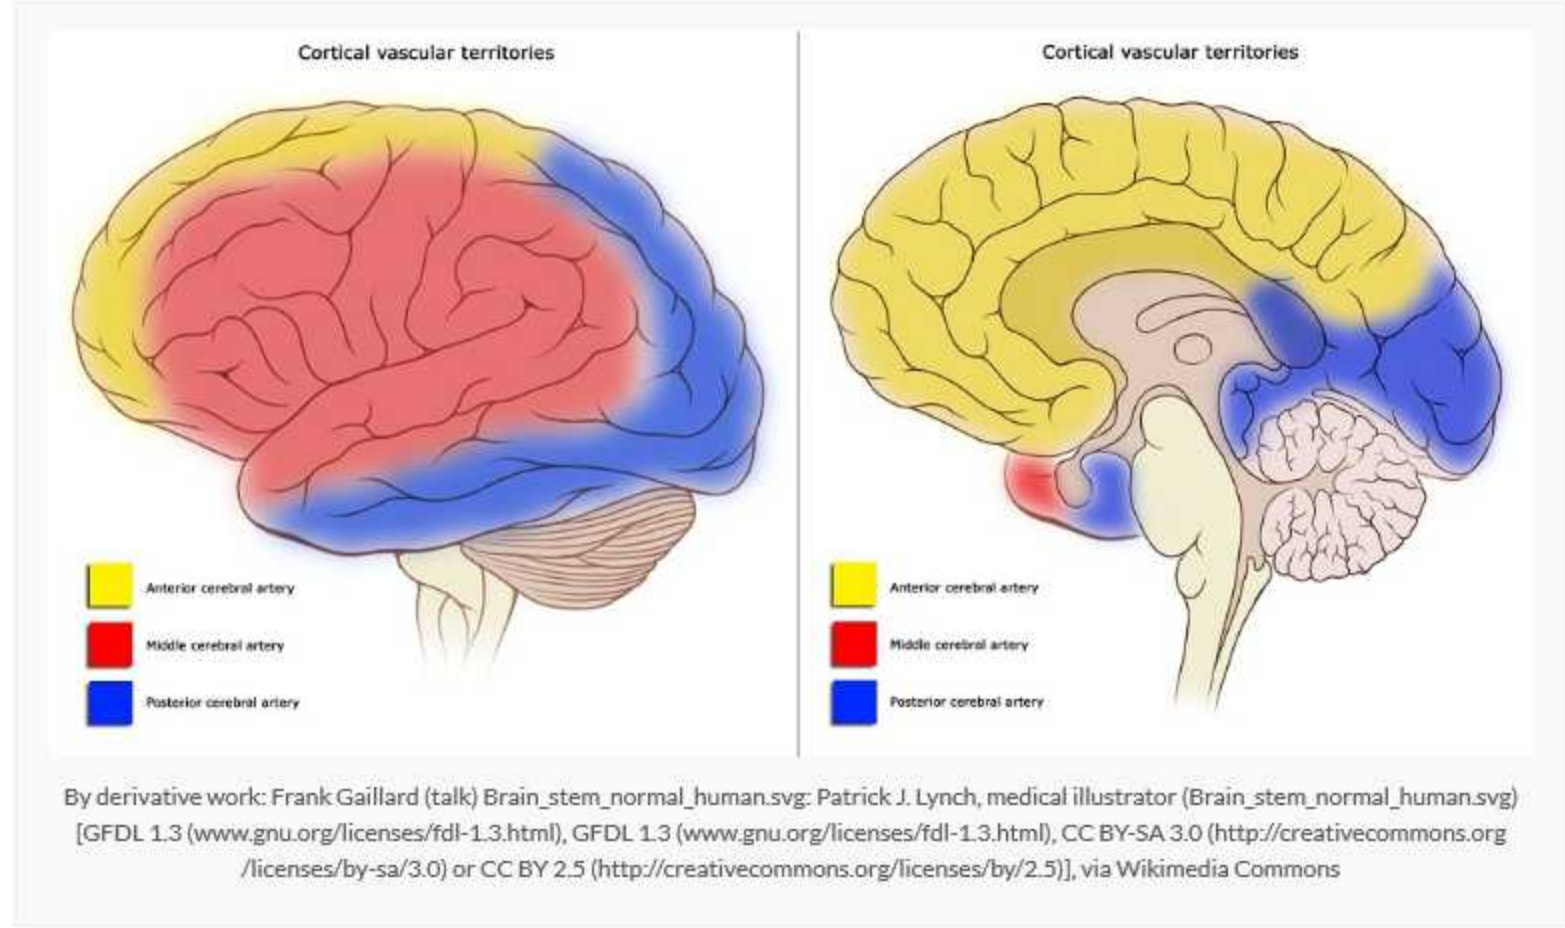 Cortical vascular territories
Anterior cerebral artery
Middle cerebral artery
Posterior cerebral artery
Cortical vascular territories
Anterior cerebral artery
Middle cerebral artery
Posterior cerebral artery
By derivative work: Frank Gaillard (talk) Brain_stem_normal_human.svg: Patrick J. Lynch, medical illustrator (Brain_stem_normal_human.svg)
[GFDL 1.3 (www.gnu.org/licenses/fdl-1.3.html), GFDL 1.3 (www.gnu.org/licenses/fdl-1.3.html), CC BY-SA 3.0 (http://creativecommons.org
/licenses/by-sa/3.0) or CC BY 2.5 (http://creativecommons.org/licenses/by/2.5)], via Wikimedia Commons